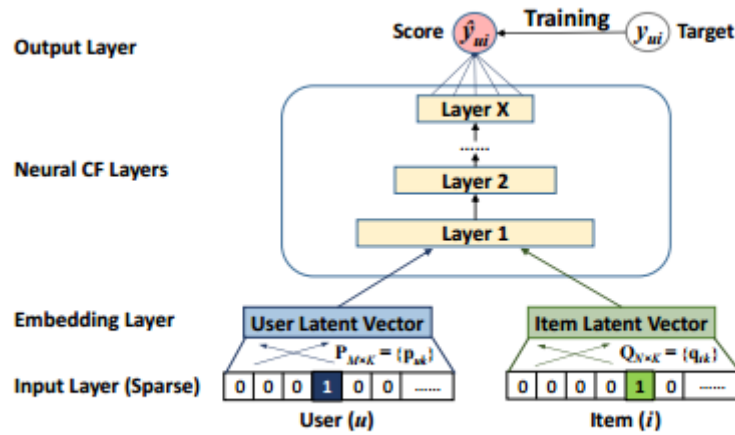 Output Layer
Score ŷui Training yui Target
Layer X
......
Neural CF Layers
Layer 2
Layer 1
Embedding Layer
User Latent Vector
Item Latent Vector
P M×K = {puk}
Q N×K = {qik}
Input Layer (Sparse)
0 0 0 1 0 0 ......
0 0 0 0 1 0 ......
User (u)
Item (i)